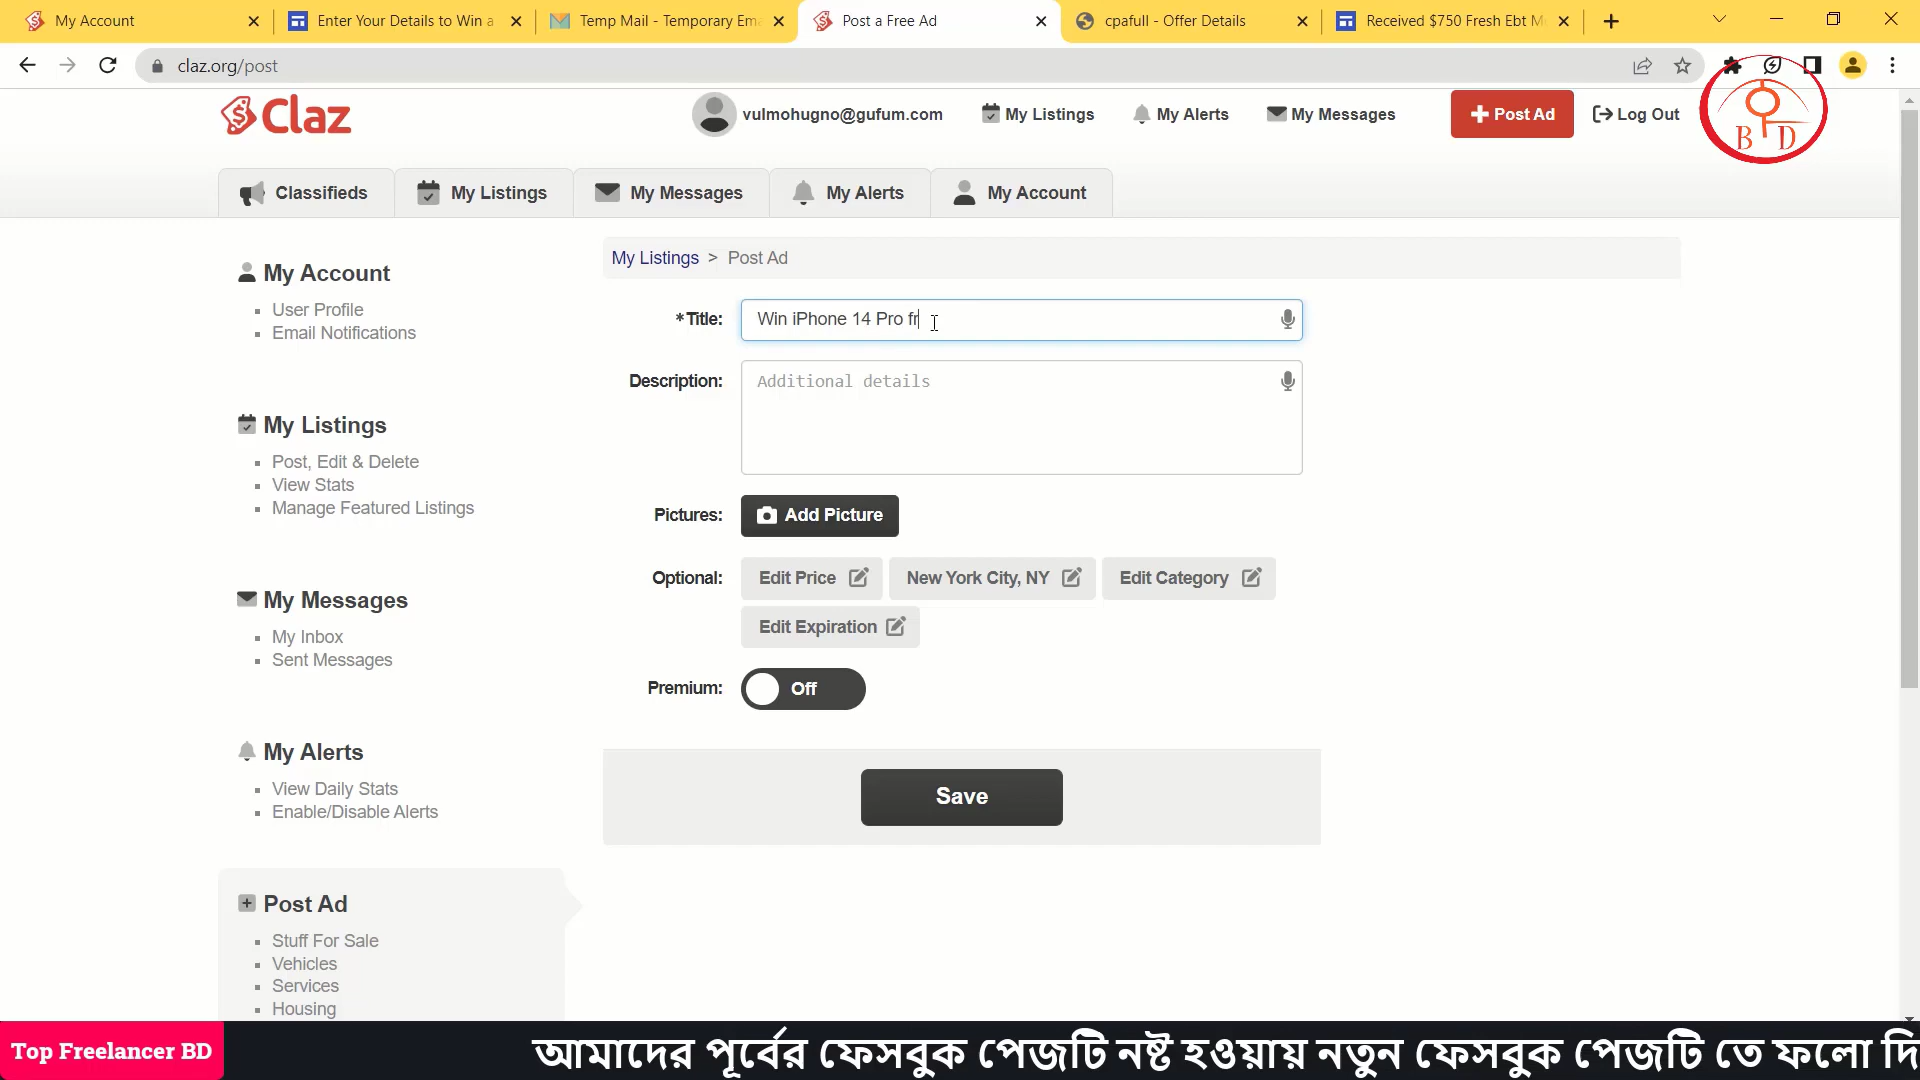 My Account
Enter Your Details to Win a
Temp Mail - Temporary Ema
Post a Free Ad
cpafull - Offer Details
Received $750 Fresh Ebt M
claz.org/post
Claz
vulmohugno@gufum.com
My Listings
My Alerts
My Messages
Post Ad
Log Out
B D
Classifieds
My Listings
My Messages
My Alerts
My Account
My Listings > Post Ad
My Account
User Profile
Email Notifications
My Listings
Post, Edit & Delete
View Stats
Manage Featured Listings
My Messages
My Inbox
Sent Messages
My Alerts
View Daily Stats
Enable/Disable Alerts
Post Ad
Stuff For Sale
Vehicles
Services
Housing
*Title:
Win iPhone 14 Pro fr
Description:
Additional details
Pictures:
Add Picture
Optional:
Edit Price
New York City, NY
Edit Category
Edit Expiration
Premium:
Off
Save
Top Freelancer BD
আমাদের পূর্বের ফেসবুক পেজটি নষ্ট হওয়ায় নতুন ফেসবুক পেজটি তে ফলো দি